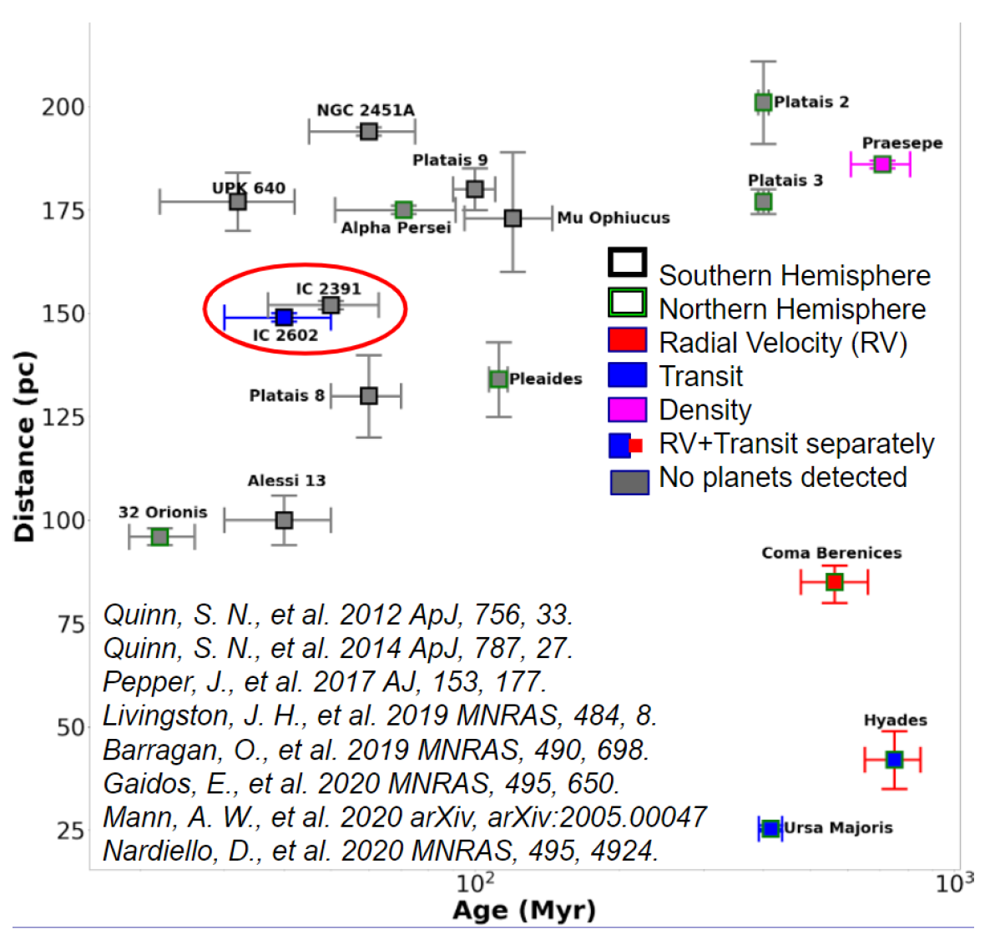 200
175
150
125
100
75
50
25
Distance (pc)
NGC 2451A
Platais 2
Praesepe
Platais 9
UPK 640
Platais 3
Alpha Persei
Mu Ophiucus
IC 2391
IC 2602
Platais 8
Pleaides
Alessi 13
32 Orionis
Southern Hemisphere
Northern Hemisphere
Radial Velocity (RV)
Transit
Density
RV+Transit separately
No planets detected
Coma Berenices
Hyades
Ursa Majoris
Quinn, S. N., et al. 2012 ApJ, 756, 33.
Quinn, S. N., et al. 2014 ApJ, 787, 27.
Pepper, J., et al. 2017 AJ, 153, 177.
Livingston, J. H., et al. 2019 MNRAS, 484, 8.
Barragan, O., et al. 2019 MNRAS, 490, 698.
Gaidos, E., et al. 2020 MNRAS, 495, 650.
Mann, A. W., et al. 2020 arXiv, arXiv:2005.00047
Nardiello, D., et al. 2020 MNRAS, 495, 4924.
10²
10³
Age (Myr)